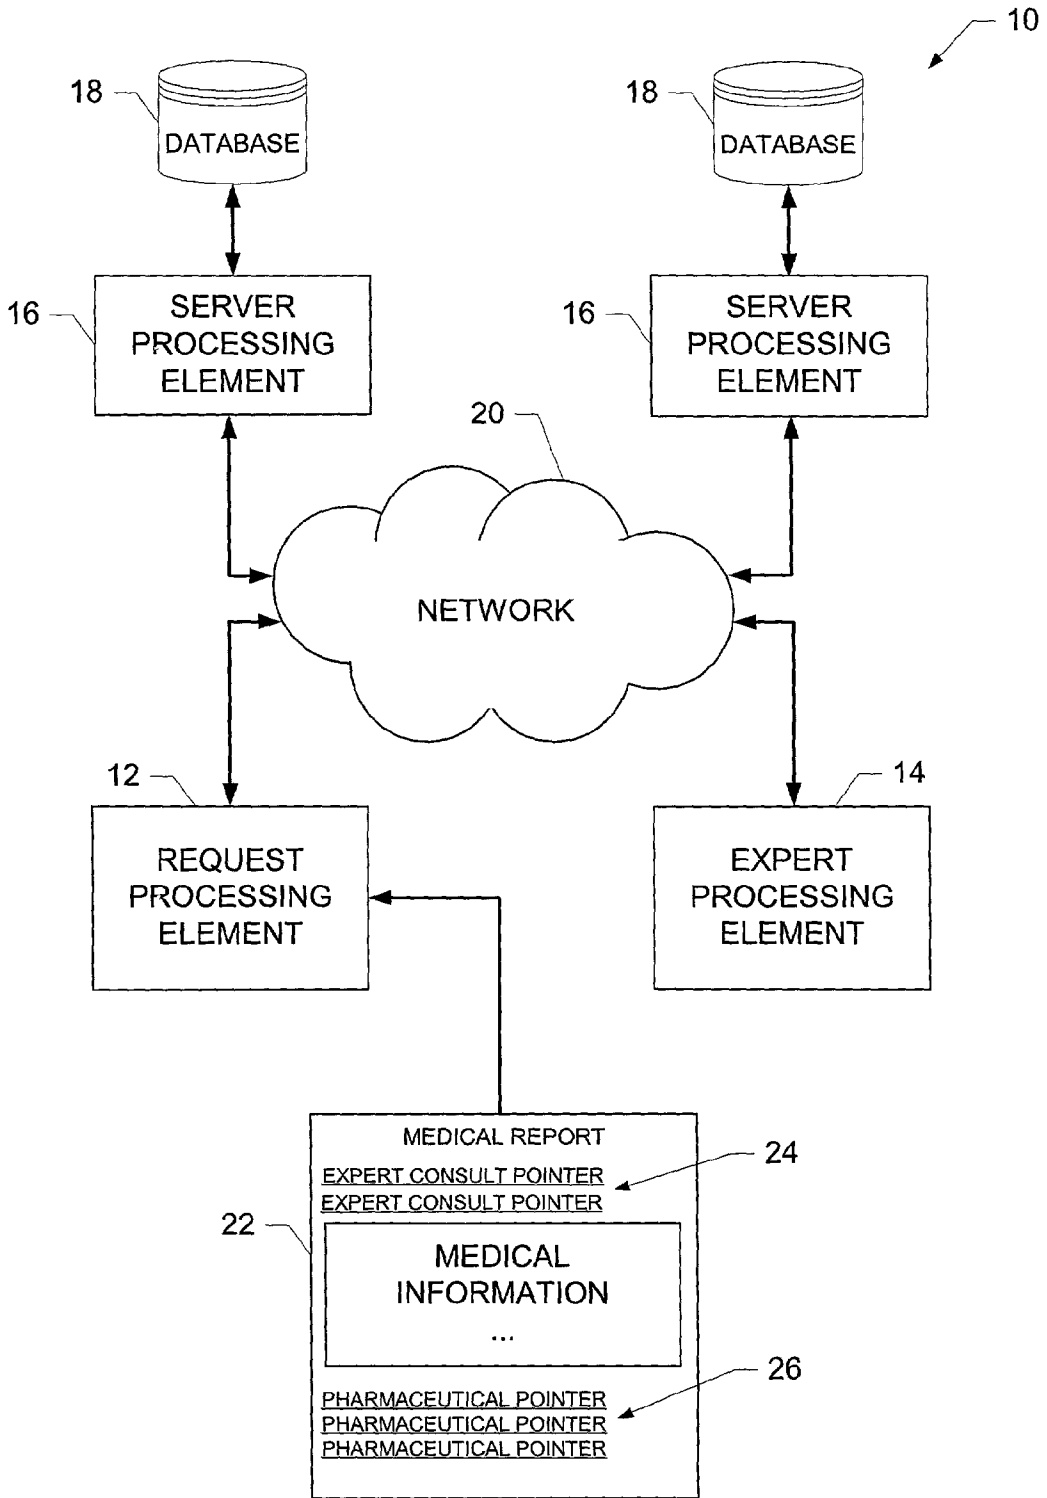 10
18
DATABASE
18
DATABASE
16
SERVER
PROCESSING
ELEMENT
16
SERVER
PROCESSING
ELEMENT
20
NETWORK
12
REQUEST
PROCESSING
ELEMENT
14
EXPERT
PROCESSING
ELEMENT
MEDICAL REPORT
EXPERT CONSULT POINTER
EXPERT CONSULT POINTER
24
22
MEDICAL
INFORMATION
...
PHARMACEUTICAL POINTER
PHARMACEUTICAL POINTER
PHARMACEUTICAL POINTER
26